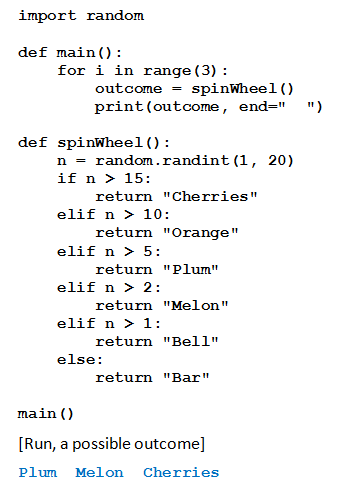 import random
def main():
    for i in range(3):
        outcome = spinWheel()
        print(outcome, end="  ")
def spinWheel():
    n = random.randint(1, 20)
    if n > 15:
        return "Cherries"
    elif n > 10:
        return "Orange"
    elif n > 5:
        return "Plum"
    elif n > 2:
        return "Melon"
    elif n > 1:
        return "Bell"
    else:
        return "Bar"
main()
[Run, a possible outcome]
Plum  Melon  Cherries